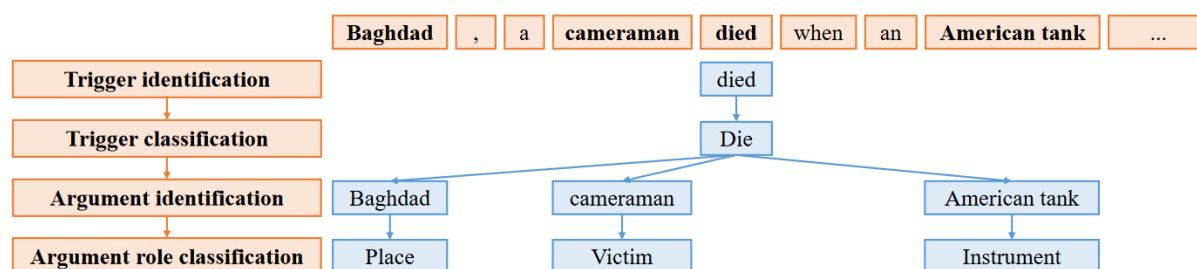 Baghdad , a cameraman died when an American tank ...
Trigger identification died
Trigger classification Die
Argument identification Baghdad cameraman American tank
Argument role classification Place Victim Instrument